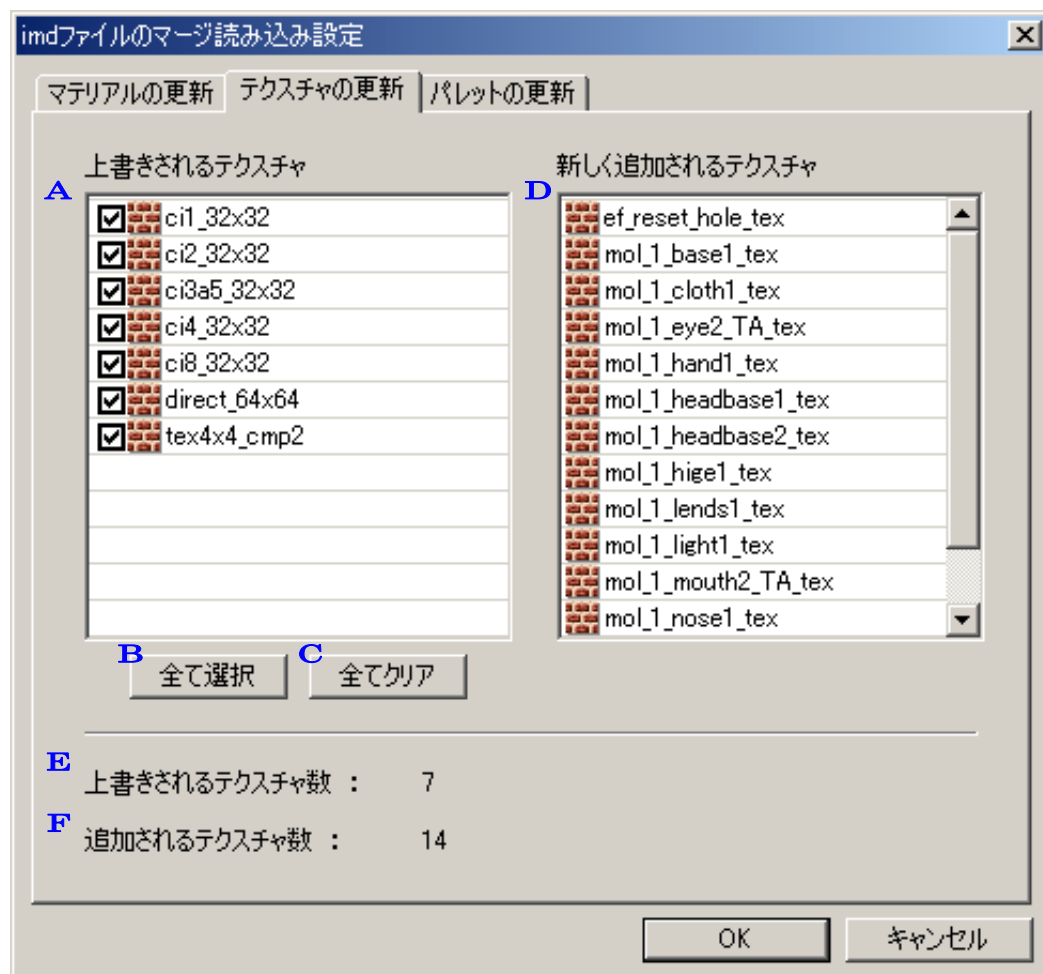 imdファイルのマージ読み込み設定
マテリアルの更新 テクスチャの更新 パレットの更新
上書きされるテクスチャ
A
ci1_32x32
ci2_32x32
ci3a5_32x32
ci4_32x32
ci8_32x32
direct_64x64
tex4x4_cmp2
B 全て選択
C 全てクリア
新しく追加されるテクスチャ
D
ef_reset_hole_tex
mol_1_base1_tex
mol_1_cloth1_tex
mol_1_eye2_TA_tex
mol_1_hand1_tex
mol_1_headbase1_tex
mol_1_headbase2_tex
mol_1_hige1_tex
mol_1_lends1_tex
mol_1_light1_tex
mol_1_mouth2_TA_tex
mol_1_nose1_tex
E
上書きされるテクスチャ数 : 7
F
追加されるテクスチャ数 : 14
OK キャンセル